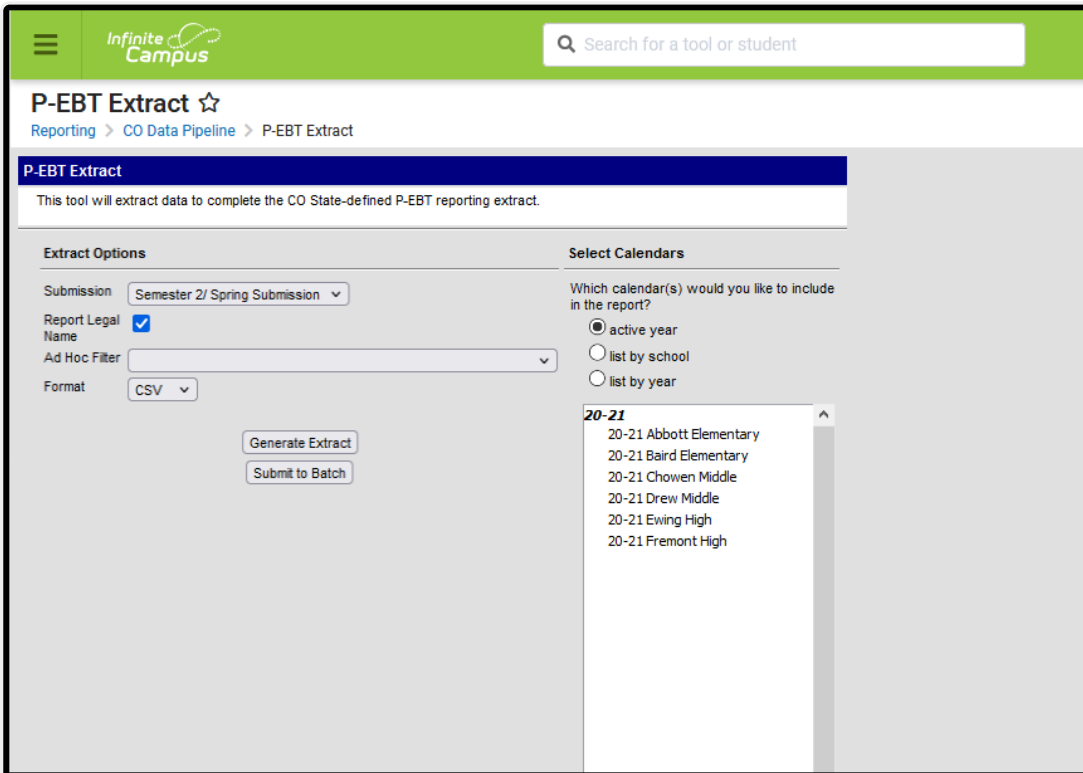 Infinite
Campus
Search for a tool or student
P-EBT Extract
Reporting > CO Data Pipeline > P-EBT Extract
P-EBT Extract
This tool will extract data to complete the CO State-defined P-EBT reporting extract.
Extract Options
Submission
Semester 2/ Spring Submission
Report Legal
Name
Ad Hoc Filter
Format
CSV
Generate Extract
Submit to Batch
Select Calendars
Which calendar(s) would you like to include
in the report?
active year
list by school
list by year
20-21
20-21 Abbott Elementary
20-21 Baird Elementary
20-21 Chowen Middle
20-21 Drew Middle
20-21 Ewing High
20-21 Fremont High